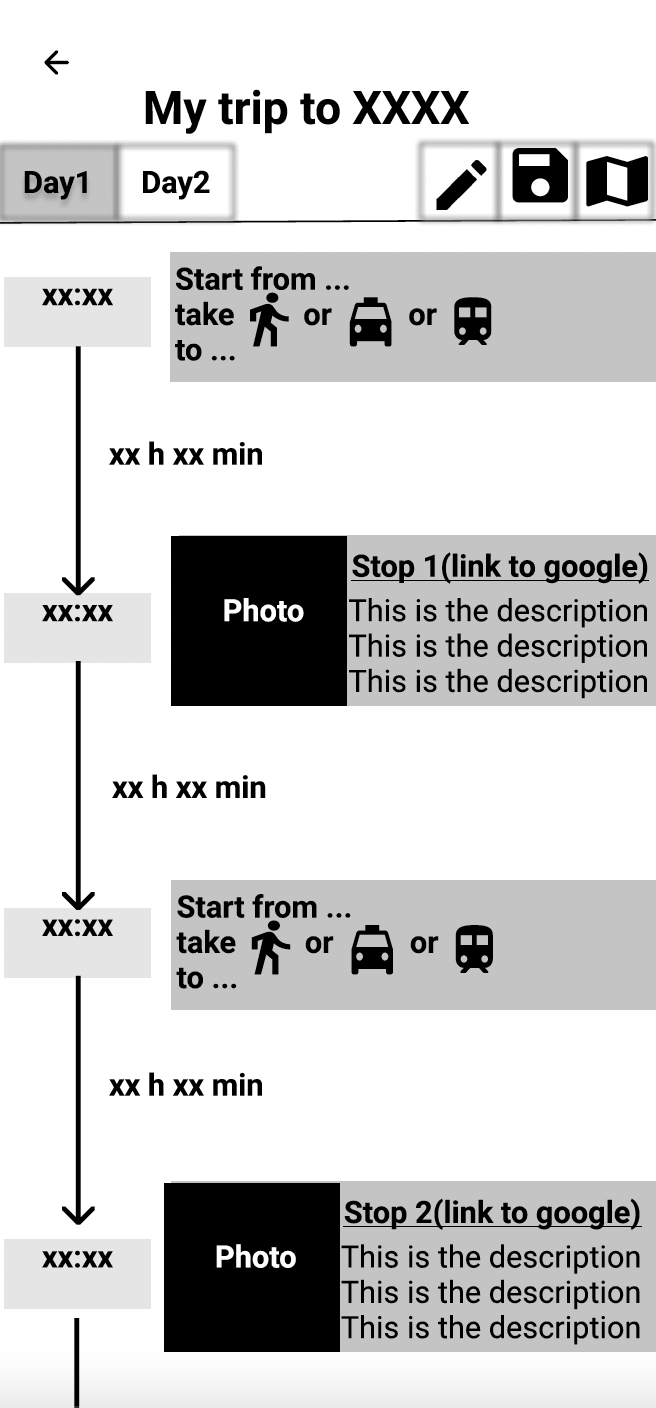 My trip to XXXX
Day1 Day2
xx:xx
Start from ...
take or or
to ...
xx h xx min
xx:xx
Photo
Stop 1(link to google)
This is the description
This is the description
This is the description
xx h xx min
xx:xx
Start from ...
take or or
to ...
xx h xx min
xx:xx
Photo
Stop 2(link to google)
This is the description
This is the description
This is the description